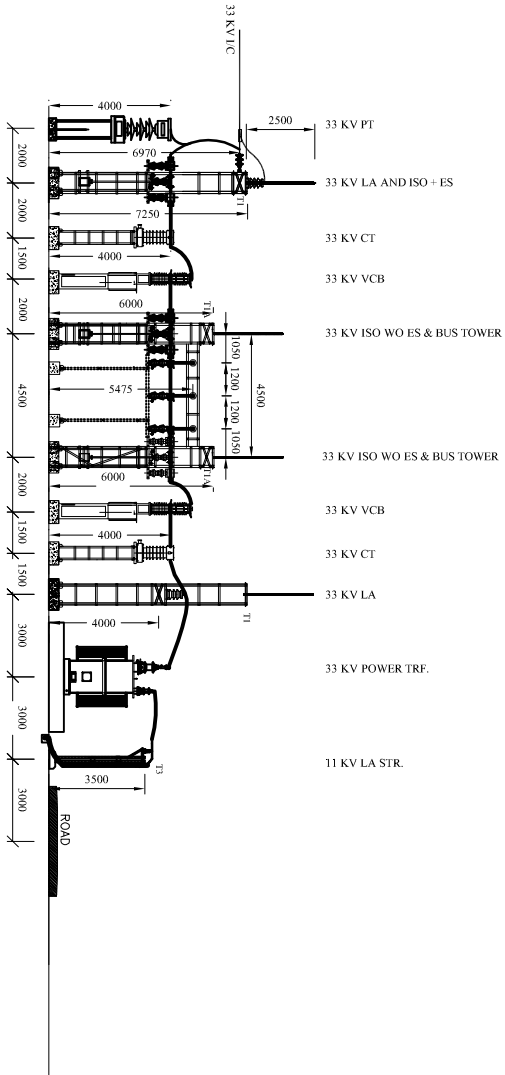 33 KV I/C
4000
2500
33 KV PT
2000
6970
33 KV LA AND ISO + ES
T1
7250
2000
33 KV CT
4000
1500
33 KV VCB
2000
6000
T1A
33 KV ISO WO ES & BUS TOWER
1050
1200
5475
4500
4500
1200
1050
33 KV ISO WO ES & BUS TOWER
T1A
6000
2000
33 KV VCB
4000
1500
33 KV CT
1500
33 KV LA
T1
4000
3000
33 KV POWER TRF.
3000
11 KV LA STR.
T3
3500
3000
ROAD